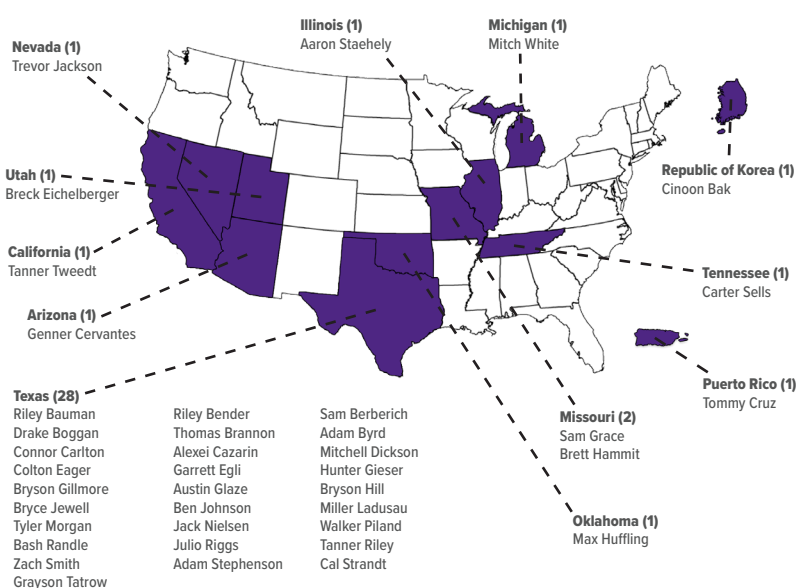 Illinois (1)
Aaron Staehely
Michigan (1)
Mitch White
Nevada (1)
Trevor Jackson
Republic of Korea (1)
Cinoon Bak
Utah (1)
Breck Eichelberger
California (1)
Tanner Tweedt
Tennessee (1)
Carter Sells
Arizona (1)
Genner Cervantes
Puerto Rico (1)
Tommy Cruz
Texas (28)
Riley Bauman
Drake Boggan
Connor Carlton
Colton Eager
Bryson Gillmore
Bryce Jewell
Tyler Morgan
Bash Randle
Zach Smith
Grayson Tatrow
Riley Bender
Thomas Brannon
Alexei Cazarin
Garrett Egli
Austin Glaze
Ben Johnson
Jack Nielsen
Julio Riggs
Adam Stephenson
Sam Berberich
Adam Byrd
Mitchell Dickson
Hunter Gieser
Bryson Hill
Miller Ladusau
Walker Piland
Tanner Riley
Cal Strandt
Missouri (2)
Sam Grace
Brett Hammit
Oklahoma (1)
Max Huffling